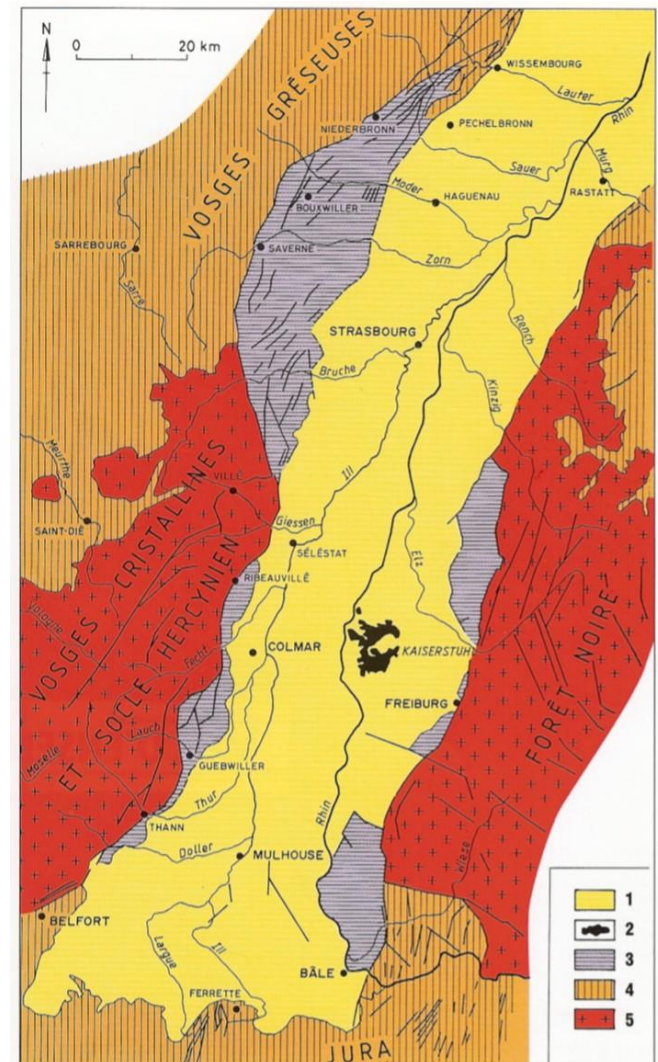 N
0 20 km
VOSGES GRÉSEUSES
WISSEMBOURG
Lauter
Rhin
NIEDERBRONN
PECHELBRONN
Sauer
Murg
Moder
RASTATT
BOUXWILLER
HAGUENAU
SARREBOURG
SAVERNE
Zorn
Sarre
STRASBOURG
Rench
Bruche
Kinzig
Meurthe
VILLÉ
Ill
SAINT-DIÉ
Giessen
SÉLÉSTAT
Elz
VOSGES CRISTALLINES
ET SOCLE HERCYNIEN
RIBEAUVILLÉ
Vologne
COLMAR
KAISERSTUHL
Fecht
FREIBURG
FORÊT NOIRE
Lauch
Moselle
GUEBWILLER
Thur
Rhin
THANN
Doller
MULHOUSE
Wiese
BELFORT
Largue
Ill
BÂLE
FERRETTE
JURA
1
2
3
4
5